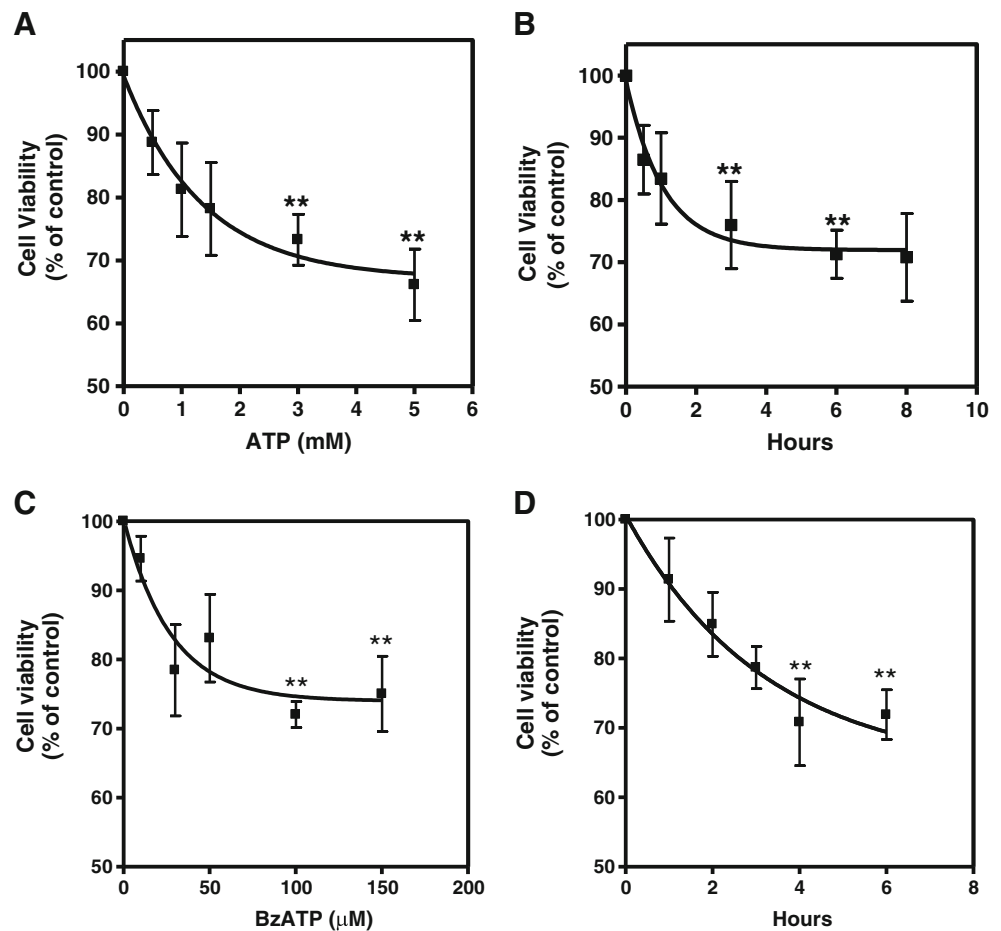 A
100
90
80
70
60
50
0 1 2 3 4 5 6
** **
Cell Viability
(% of control)
ATP (mM)
B
100
90
80
70
60
50
0 2 4 6 8 10
** **
Cell Viability
(% of control)
Hours
C
100
90
80
70
60
50
0 50 100 150 200
** **
Cell viability
(% of control)
BzATP (μM)
D
100
90
80
70
60
50
0 2 4 6 8
** **
Cell viability
(% of control)
Hours